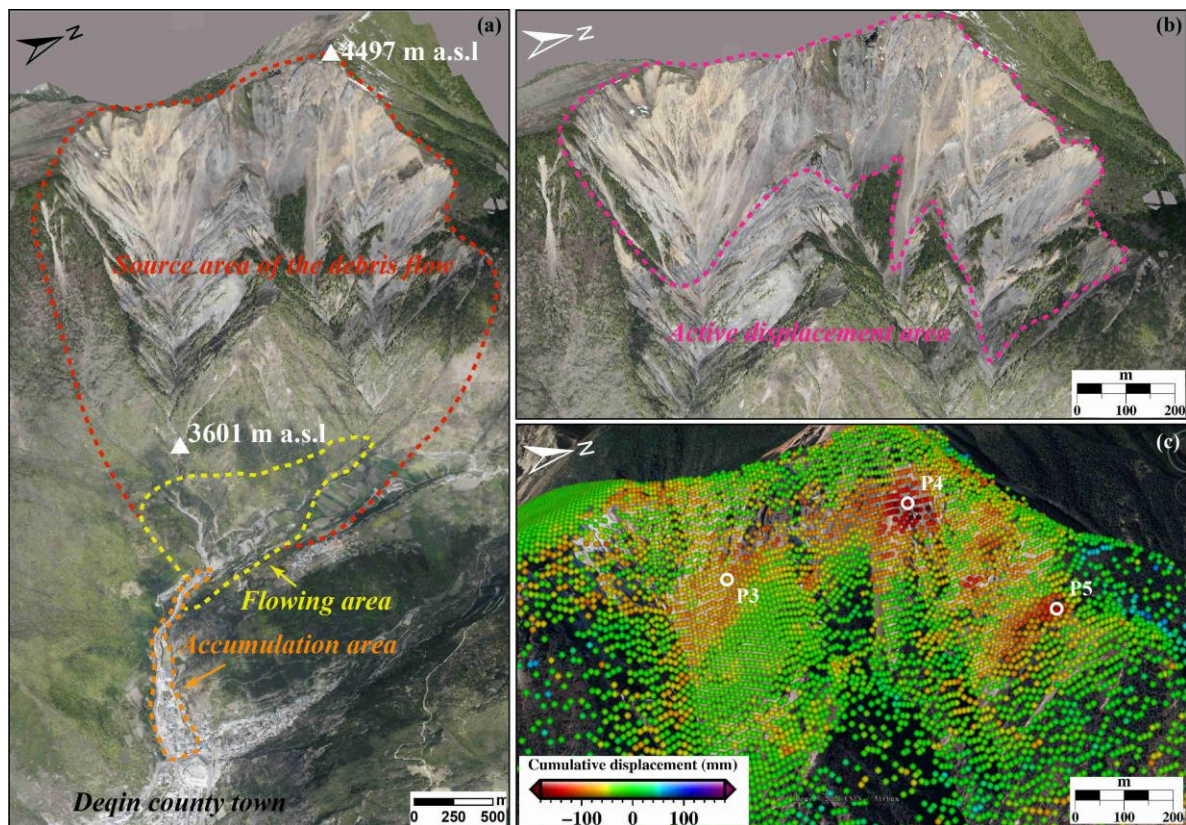 (a)
N
4497 m a.s.l
Source area of the debris flow
3601 m a.s.l
Flowing area
Accumulation area
Deqin county town
m
0 250 500
(b)
N
Active displacement area
m
0 100 200
(c)
N
P4
P3
P5
Cumulative displacement (mm)
−100 0 100
m
0 100 200